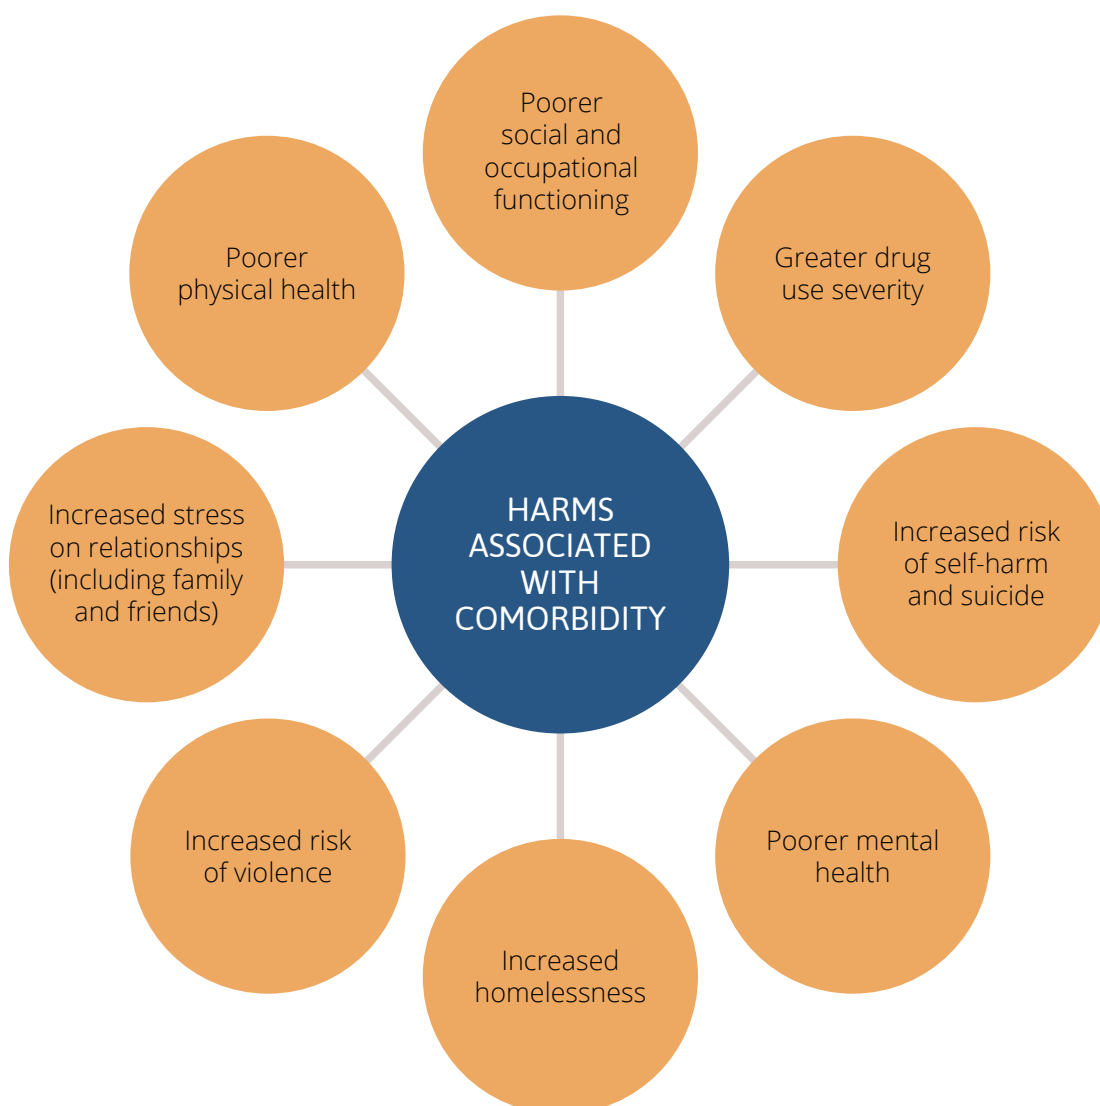 Poorer
social and
occupational
functioning
Poorer
physical health
Greater drug
use severity
Increased stress
on relationships
(including family
and friends)
HARMS
ASSOCIATED
WITH
COMORBIDITY
Increased risk
of self-harm
and suicide
Increased risk
of violence
Poorer mental
health
Increased
homelessness